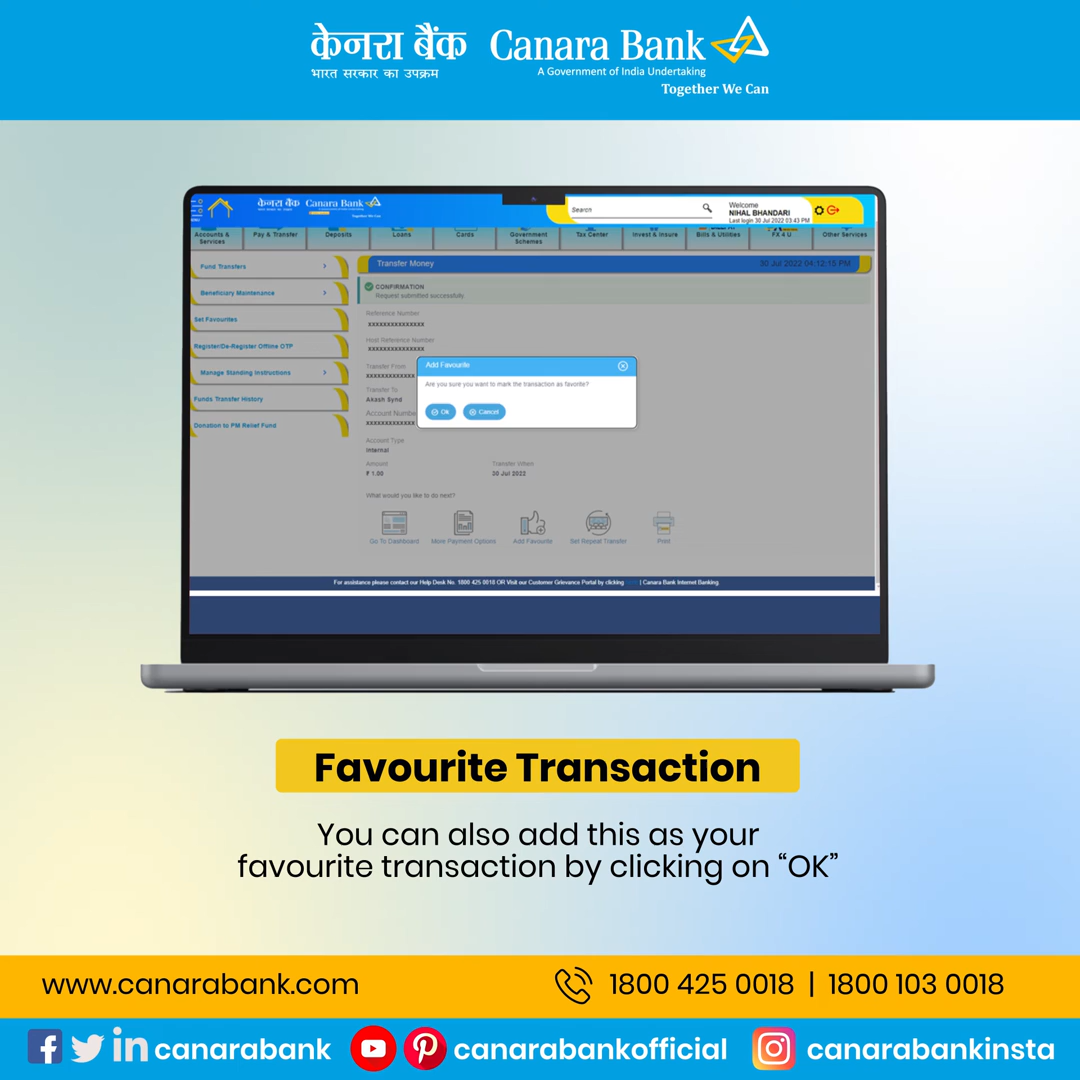 केनरा बैंक Canara Bank
भारत सरकार का उपक्रम A Government of India Undertaking
Together We Can
केनरा बैंक Canara Bank
Together We Can
Search
Welcome
NIHAL BHANDARI
Last login 30 Jul 2022 03:43 PM
Accounts & Services
Pay & Transfer
Deposits
Loans
Cards
Government Schemes
Tax Center
Invest & Insure
Bills & Utilities
FX 4 U
Other Services
Fund Transfers
Beneficiary Maintenance
Set Favourites
Register/De-Register Offline OTP
Manage Standing Instructions
Funds Transfer History
Donation to PM Relief Fund
Transfer Money 30 Jul 2022 04:12:15 PM
CONFIRMATION
Request submitted successfully.
Reference Number
xxxxxxxxxxxxxxx
Host Reference Number
xxxxxxxxxxxxxxx
Transfer From
Transfer To
Akash Synd
Account Numbe
Account Type
Internal
Amount Transfer When
₹ 1.00 30 Jul 2022
Add Favourite
Are you sure you want to mark the transaction as favorite?
Ok Cancel
What would you like to do next?
Go To Dashboard More Payment Options Add Favourite Set Repeat Transfer Print
For assistance please contact our Help Desk No. 1800 425 0018 OR Visit our Customer Grievance Portal by clicking | Canara Bank Internet Banking.
Favourite Transaction
You can also add this as your
favourite transaction by clicking on “OK”
www.canarabank.com 1800 425 0018 | 1800 103 0018
canarabank canarabankofficial canarabankinsta